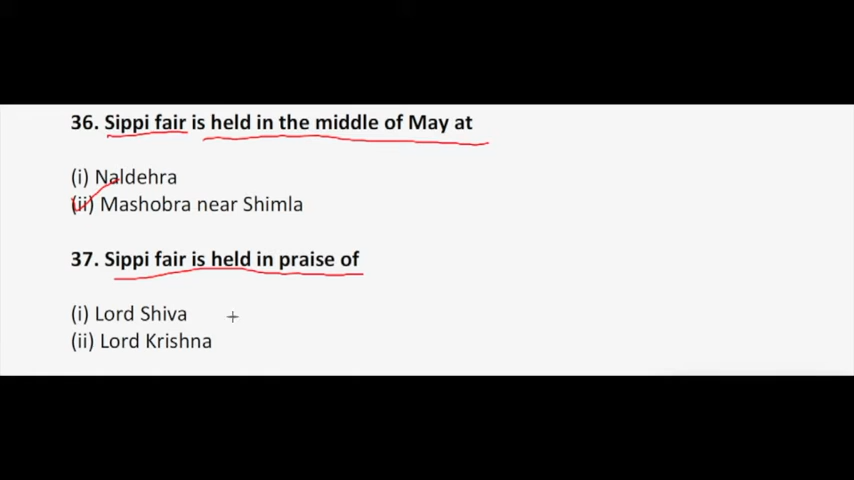 36. Sippi fair is held in the middle of May at
(i) Naldehra
(ii) Mashobra near Shimla
37. Sippi fair is held in praise of
(i) Lord Shiva
(ii) Lord Krishna